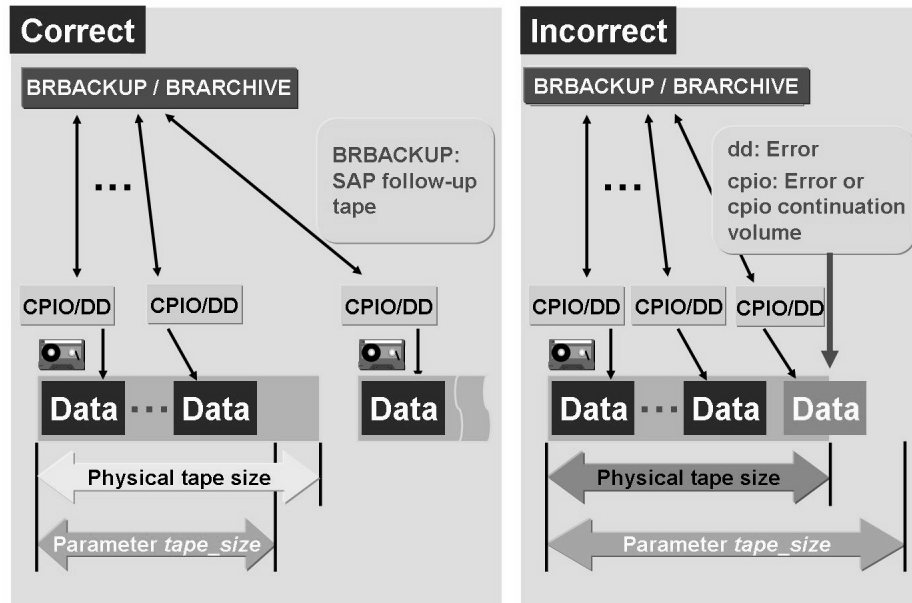 Correct
BRBACKUP / BRARCHIVE
BRBACKUP:
SAP follow-up
tape
...
CPIO/DD
CPIO/DD
CPIO/DD
Data ... Data
Data
Physical tape size
Parameter tape_size
Incorrect
BRBACKUP / BRARCHIVE
dd: Error
cpio: Error or
cpio continuation
volume
...
CPIO/DD
CPIO/DD
CPIO/DD
Data ... Data
Data
Physical tape size
Parameter tape_size